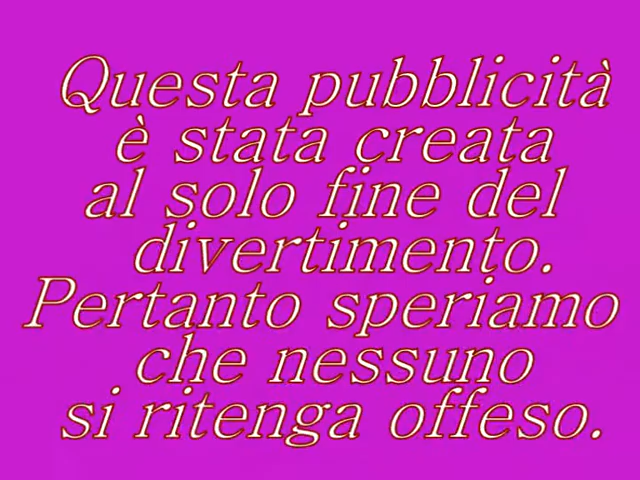 Questa pubblicità
è stata creata
al solo fine del
divertimento.
Pertanto speriamo
che nessuno
si ritenga offeso.